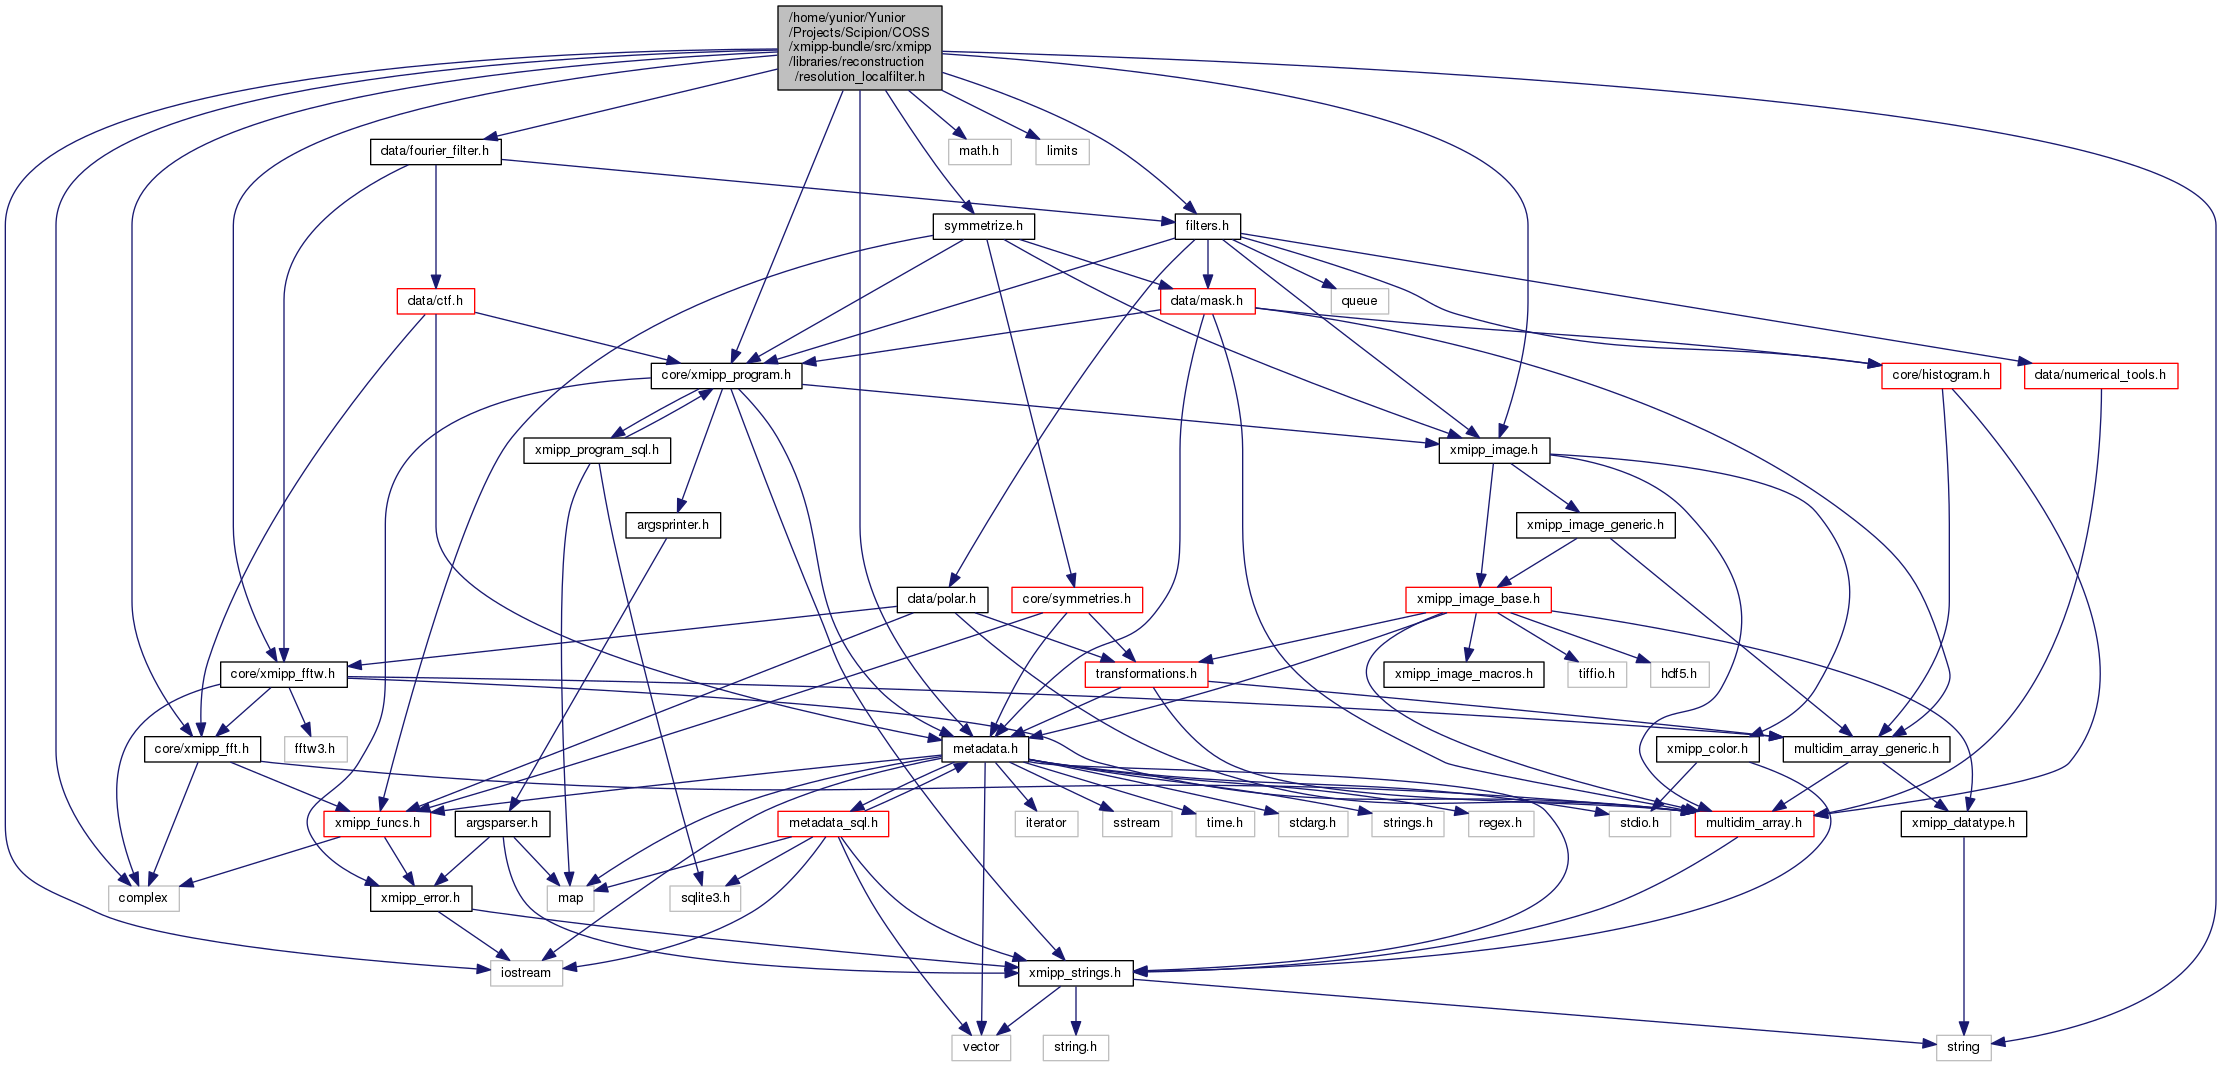 /home/yunior/Yunior
/Projects/Scipion/COSS
/xmipp-bundle/src/xmipp
/libraries/reconstruction
/resolution_localfilter.h
data/fourier_filter.h
math.h
limits
symmetrize.h
filters.h
data/ctf.h
data/mask.h
queue
core/xmipp_program.h
core/histogram.h
data/numerical_tools.h
xmipp_program_sql.h
xmipp_image.h
argsprinter.h
xmipp_image_generic.h
data/polar.h
core/symmetries.h
xmipp_image_base.h
core/xmipp_fftw.h
transformations.h
xmipp_image_macros.h
tiffio.h
hdf5.h
core/xmipp_fft.h
fftw3.h
metadata.h
xmipp_color.h
multidim_array_generic.h
xmipp_funcs.h
argsparser.h
metadata_sql.h
iterator
sstream
time.h
stdarg.h
strings.h
regex.h
stdio.h
multidim_array.h
xmipp_datatype.h
complex
xmipp_error.h
map
sqlite3.h
iostream
xmipp_strings.h
vector
string.h
string